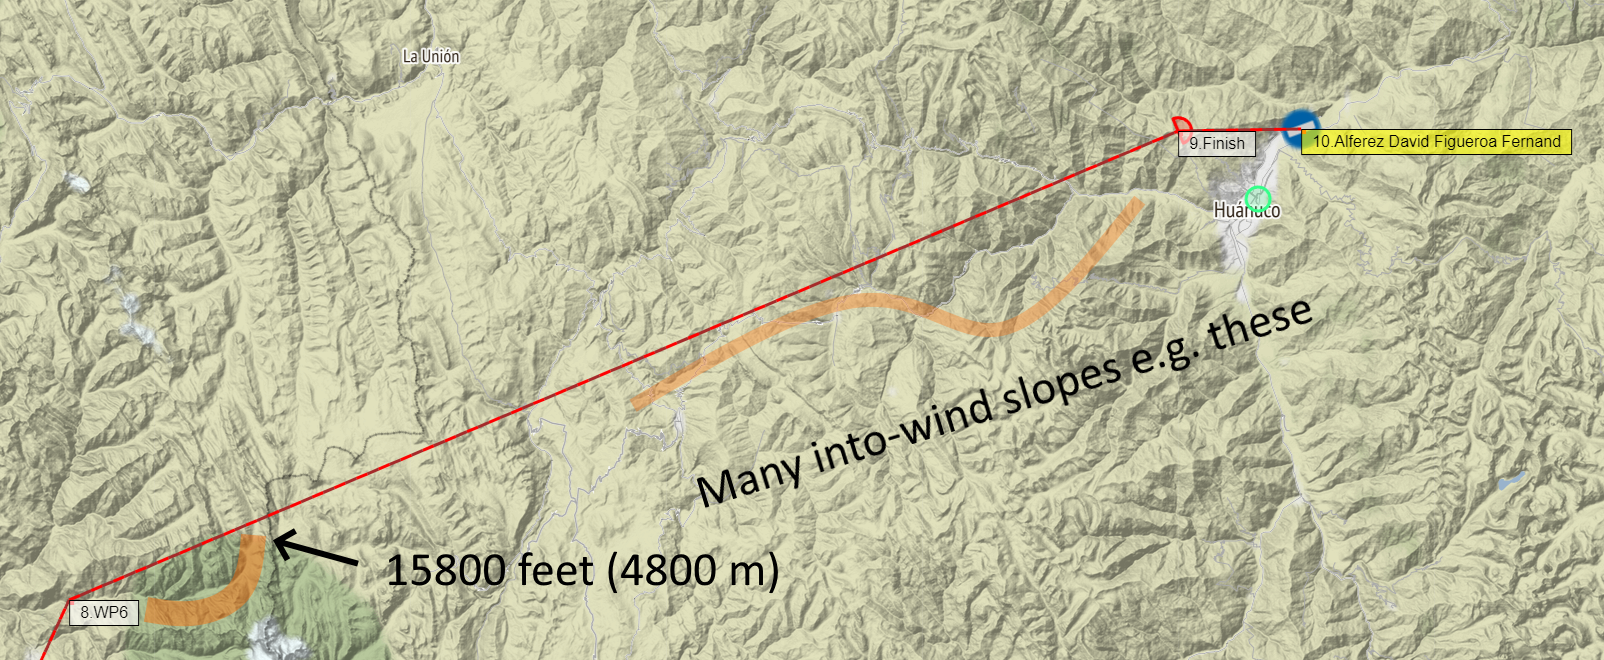 La Unión
9.Finish
10.Alferez David Figueroa Fernand
Huánuco
Many into-wind slopes e.g. these
15800 feet (4800 m)
8.WP6